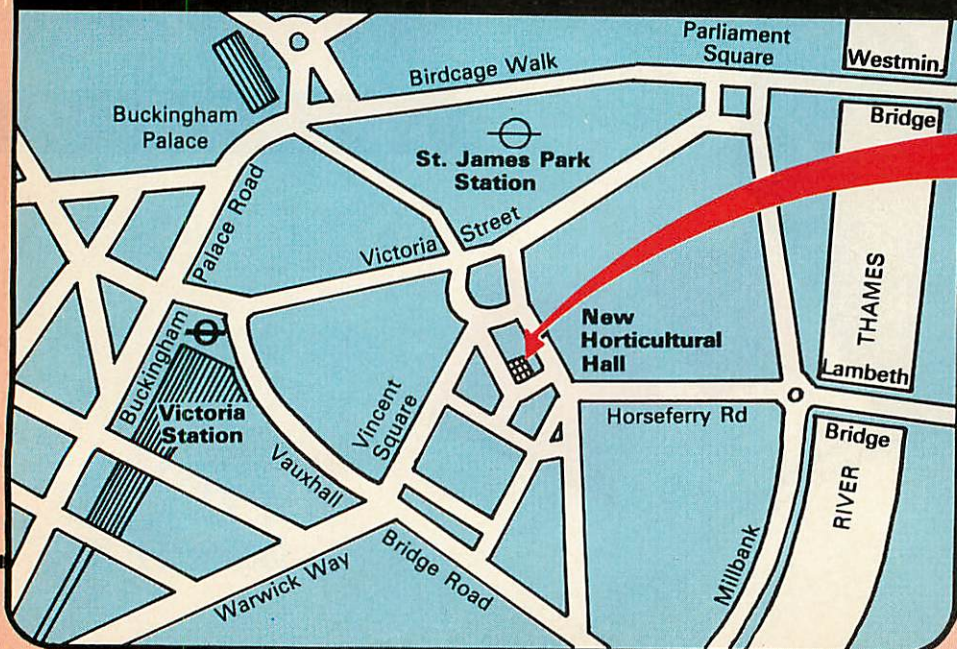 Parliament
Square
Westmin.
Birdcage Walk
Bridge
Buckingham
Palace
St. James Park
Station
Palace Road
Victoria
Street
THAMES
New
Horticultural
Hall
Buckingham
Victoria
Station
Vincent
Square
Vauxhall
Lambeth
Horseferry Rd
Bridge
RIVER
Warwick Way
Bridge Road
Millbank